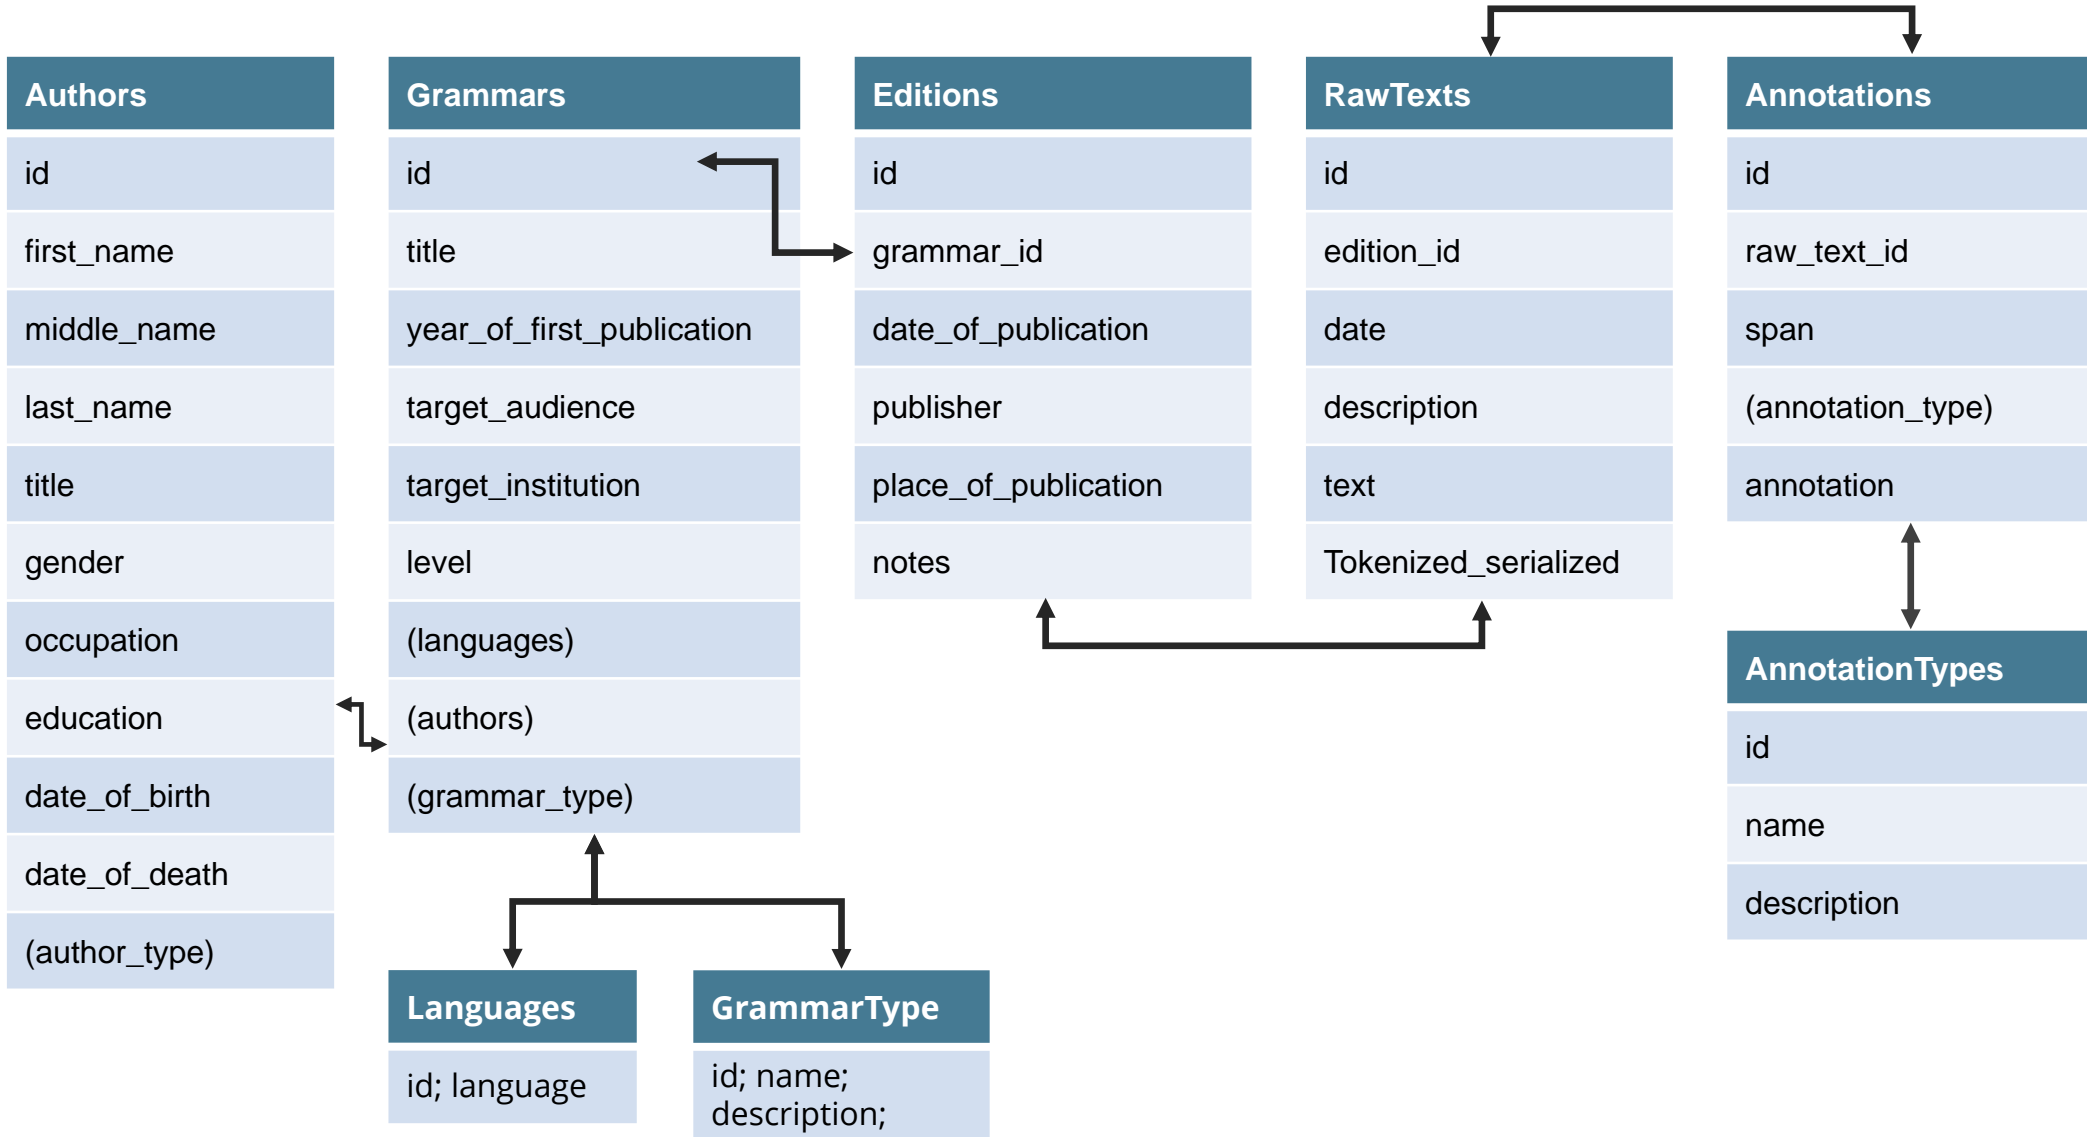 Authors
id
first_name
middle_name
last_name
title
gender
occupation
education
date_of_birth
date_of_death
(author_type)
Grammars
id
title
year_of_first_publication
target_audience
target_institution
level
(languages)
(authors)
(grammar_type)
Languages
id; language
GrammarType
id; name;
description;
Editions
id
grammar_id
date_of_publication
publisher
place_of_publication
notes
RawTexts
id
edition_id
date
description
text
Tokenized_serialized
Annotations
id
raw_text_id
span
(annotation_type)
annotation
AnnotationTypes
id
name
description